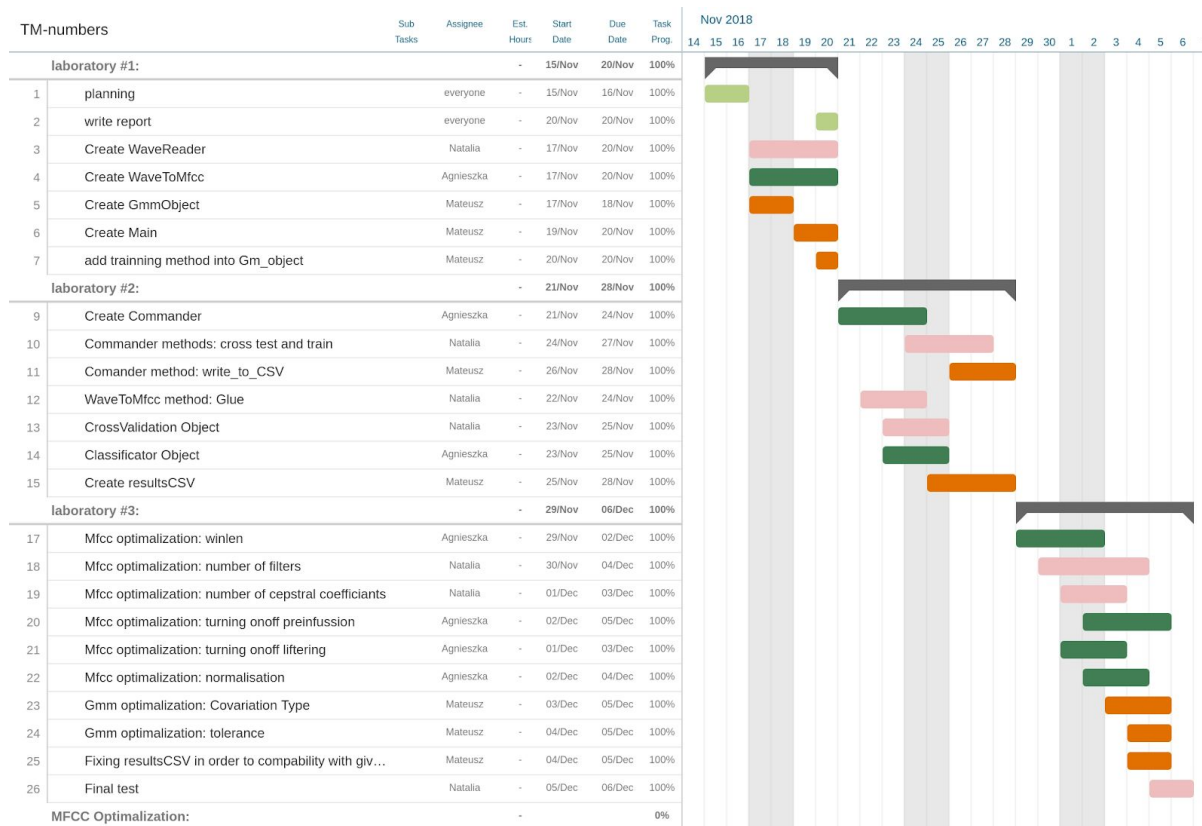 TM-numbers Sub Tasks Assignee Est. Hours Start Date Due Date Task Prog. Nov 2018
14 15 16 17 18 19 20 21 22 23 24 25 26 27 28 29 30 1 2 3 4 5 6
laboratory #1: - 15/Nov 20/Nov 100%
1 planning everyone - 15/Nov 16/Nov 100%
2 write report everyone - 20/Nov 20/Nov 100%
3 Create WaveReader Natalia - 17/Nov 20/Nov 100%
4 Create WaveToMfcc Agnieszka - 17/Nov 20/Nov 100%
5 Create GmmObject Mateusz - 17/Nov 18/Nov 100%
6 Create Main Mateusz - 19/Nov 20/Nov 100%
7 add trainning method into Gm_object Mateusz - 20/Nov 20/Nov 100%
laboratory #2: - 21/Nov 28/Nov 100%
9 Create Commander Agnieszka - 21/Nov 24/Nov 100%
10 Commander methods: cross test and train Natalia - 24/Nov 27/Nov 100%
11 Comander method: write_to_CSV Mateusz - 26/Nov 28/Nov 100%
12 WaveToMfcc method: Glue Natalia - 22/Nov 24/Nov 100%
13 CrossValidation Object Natalia - 23/Nov 25/Nov 100%
14 Classificator Object Agnieszka - 23/Nov 25/Nov 100%
15 Create resultsCSV Mateusz - 25/Nov 28/Nov 100%
laboratory #3: - 29/Nov 06/Dec 100%
17 Mfcc optimalization: winlen Agnieszka - 29/Nov 02/Dec 100%
18 Mfcc optimalization: number of filters Natalia - 30/Nov 04/Dec 100%
19 Mfcc optimalization: number of cepstral coefficiants Natalia - 01/Dec 03/Dec 100%
20 Mfcc optimalization: turning onoff preinfussion Agnieszka - 02/Dec 05/Dec 100%
21 Mfcc optimalization: turning onoff liftering Agnieszka - 01/Dec 03/Dec 100%
22 Mfcc optimalization: normalisation Agnieszka - 02/Dec 04/Dec 100%
23 Gmm optimalization: Covariation Type Mateusz - 03/Dec 05/Dec 100%
24 Gmm optimalization: tolerance Mateusz - 04/Dec 05/Dec 100%
25 Fixing resultsCSV in order to compability with giv... Mateusz - 04/Dec 05/Dec 100%
26 Final test Natalia - 05/Dec 06/Dec 100%
MFCC Optimalization: - 0%